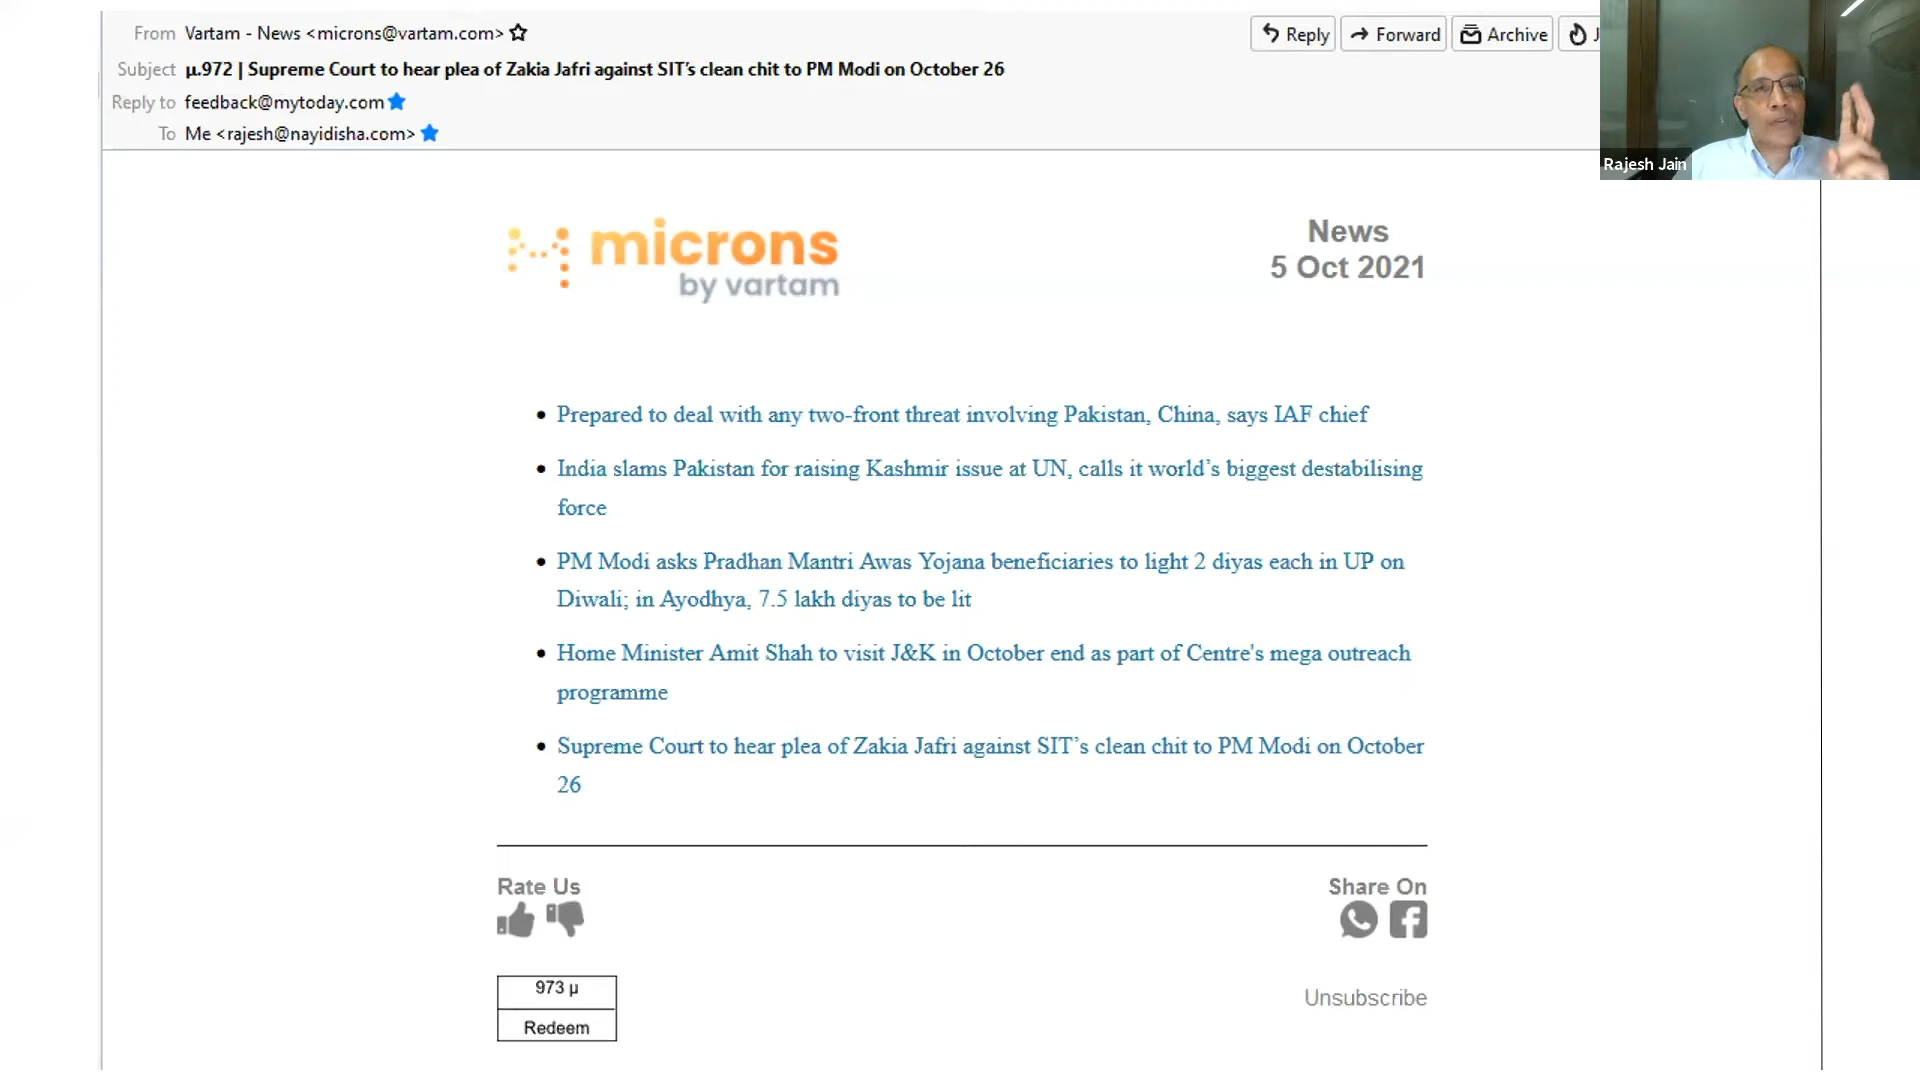 From Vartam - News <microns@vartam.com>
Reply
Forward
Archive
J
Subject µ.972 | Supreme Court to hear plea of Zakia Jafri against SIT's clean chit to PM Modi on October 26
Reply to feedback@mytoday.com
To Me <rajesh@nayidisha.com>
Rajesh Jain
microns
by vartam
News
5 Oct 2021
• Prepared to deal with any two-front threat involving Pakistan, China, says IAF chief
• India slams Pakistan for raising Kashmir issue at UN, calls it world’s biggest destabilising
force
• PM Modi asks Pradhan Mantri Awas Yojana beneficiaries to light 2 diyas each in UP on
Diwali; in Ayodhya, 7.5 lakh diyas to be lit
• Home Minister Amit Shah to visit J&K in October end as part of Centre's mega outreach
programme
• Supreme Court to hear plea of Zakia Jafri against SIT’s clean chit to PM Modi on October
26
Rate Us
Share On
973 µ
Redeem
Unsubscribe